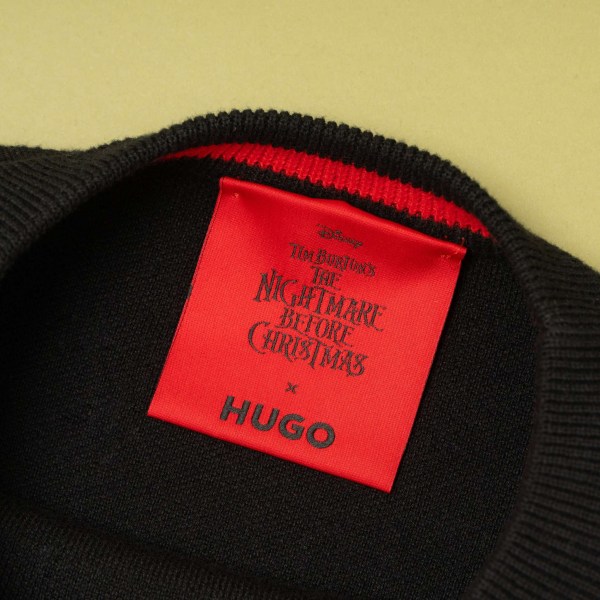 Disney
TIM BURTON'S
THE
NIGHTMARE
BEFORE
CHRISTMAS
x
HUGO